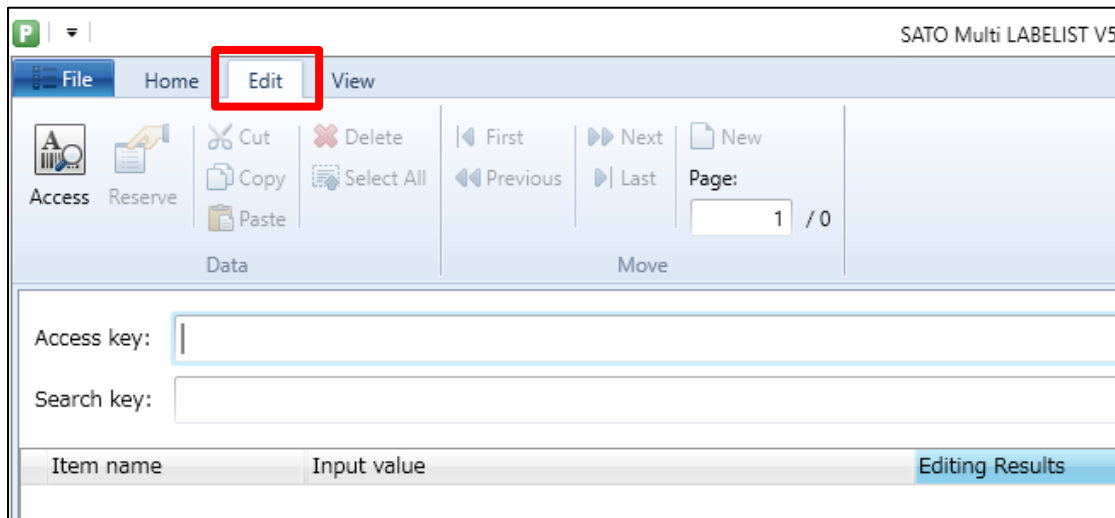 P
SATO Multi LABELIST V5
File Home Edit View
Cut Delete First Next New
Copy Select All Previous Last Page:
Access Reserve
Paste 1 / 0
Data Move
Access key:
Search key:
Item name Input value Editing Results